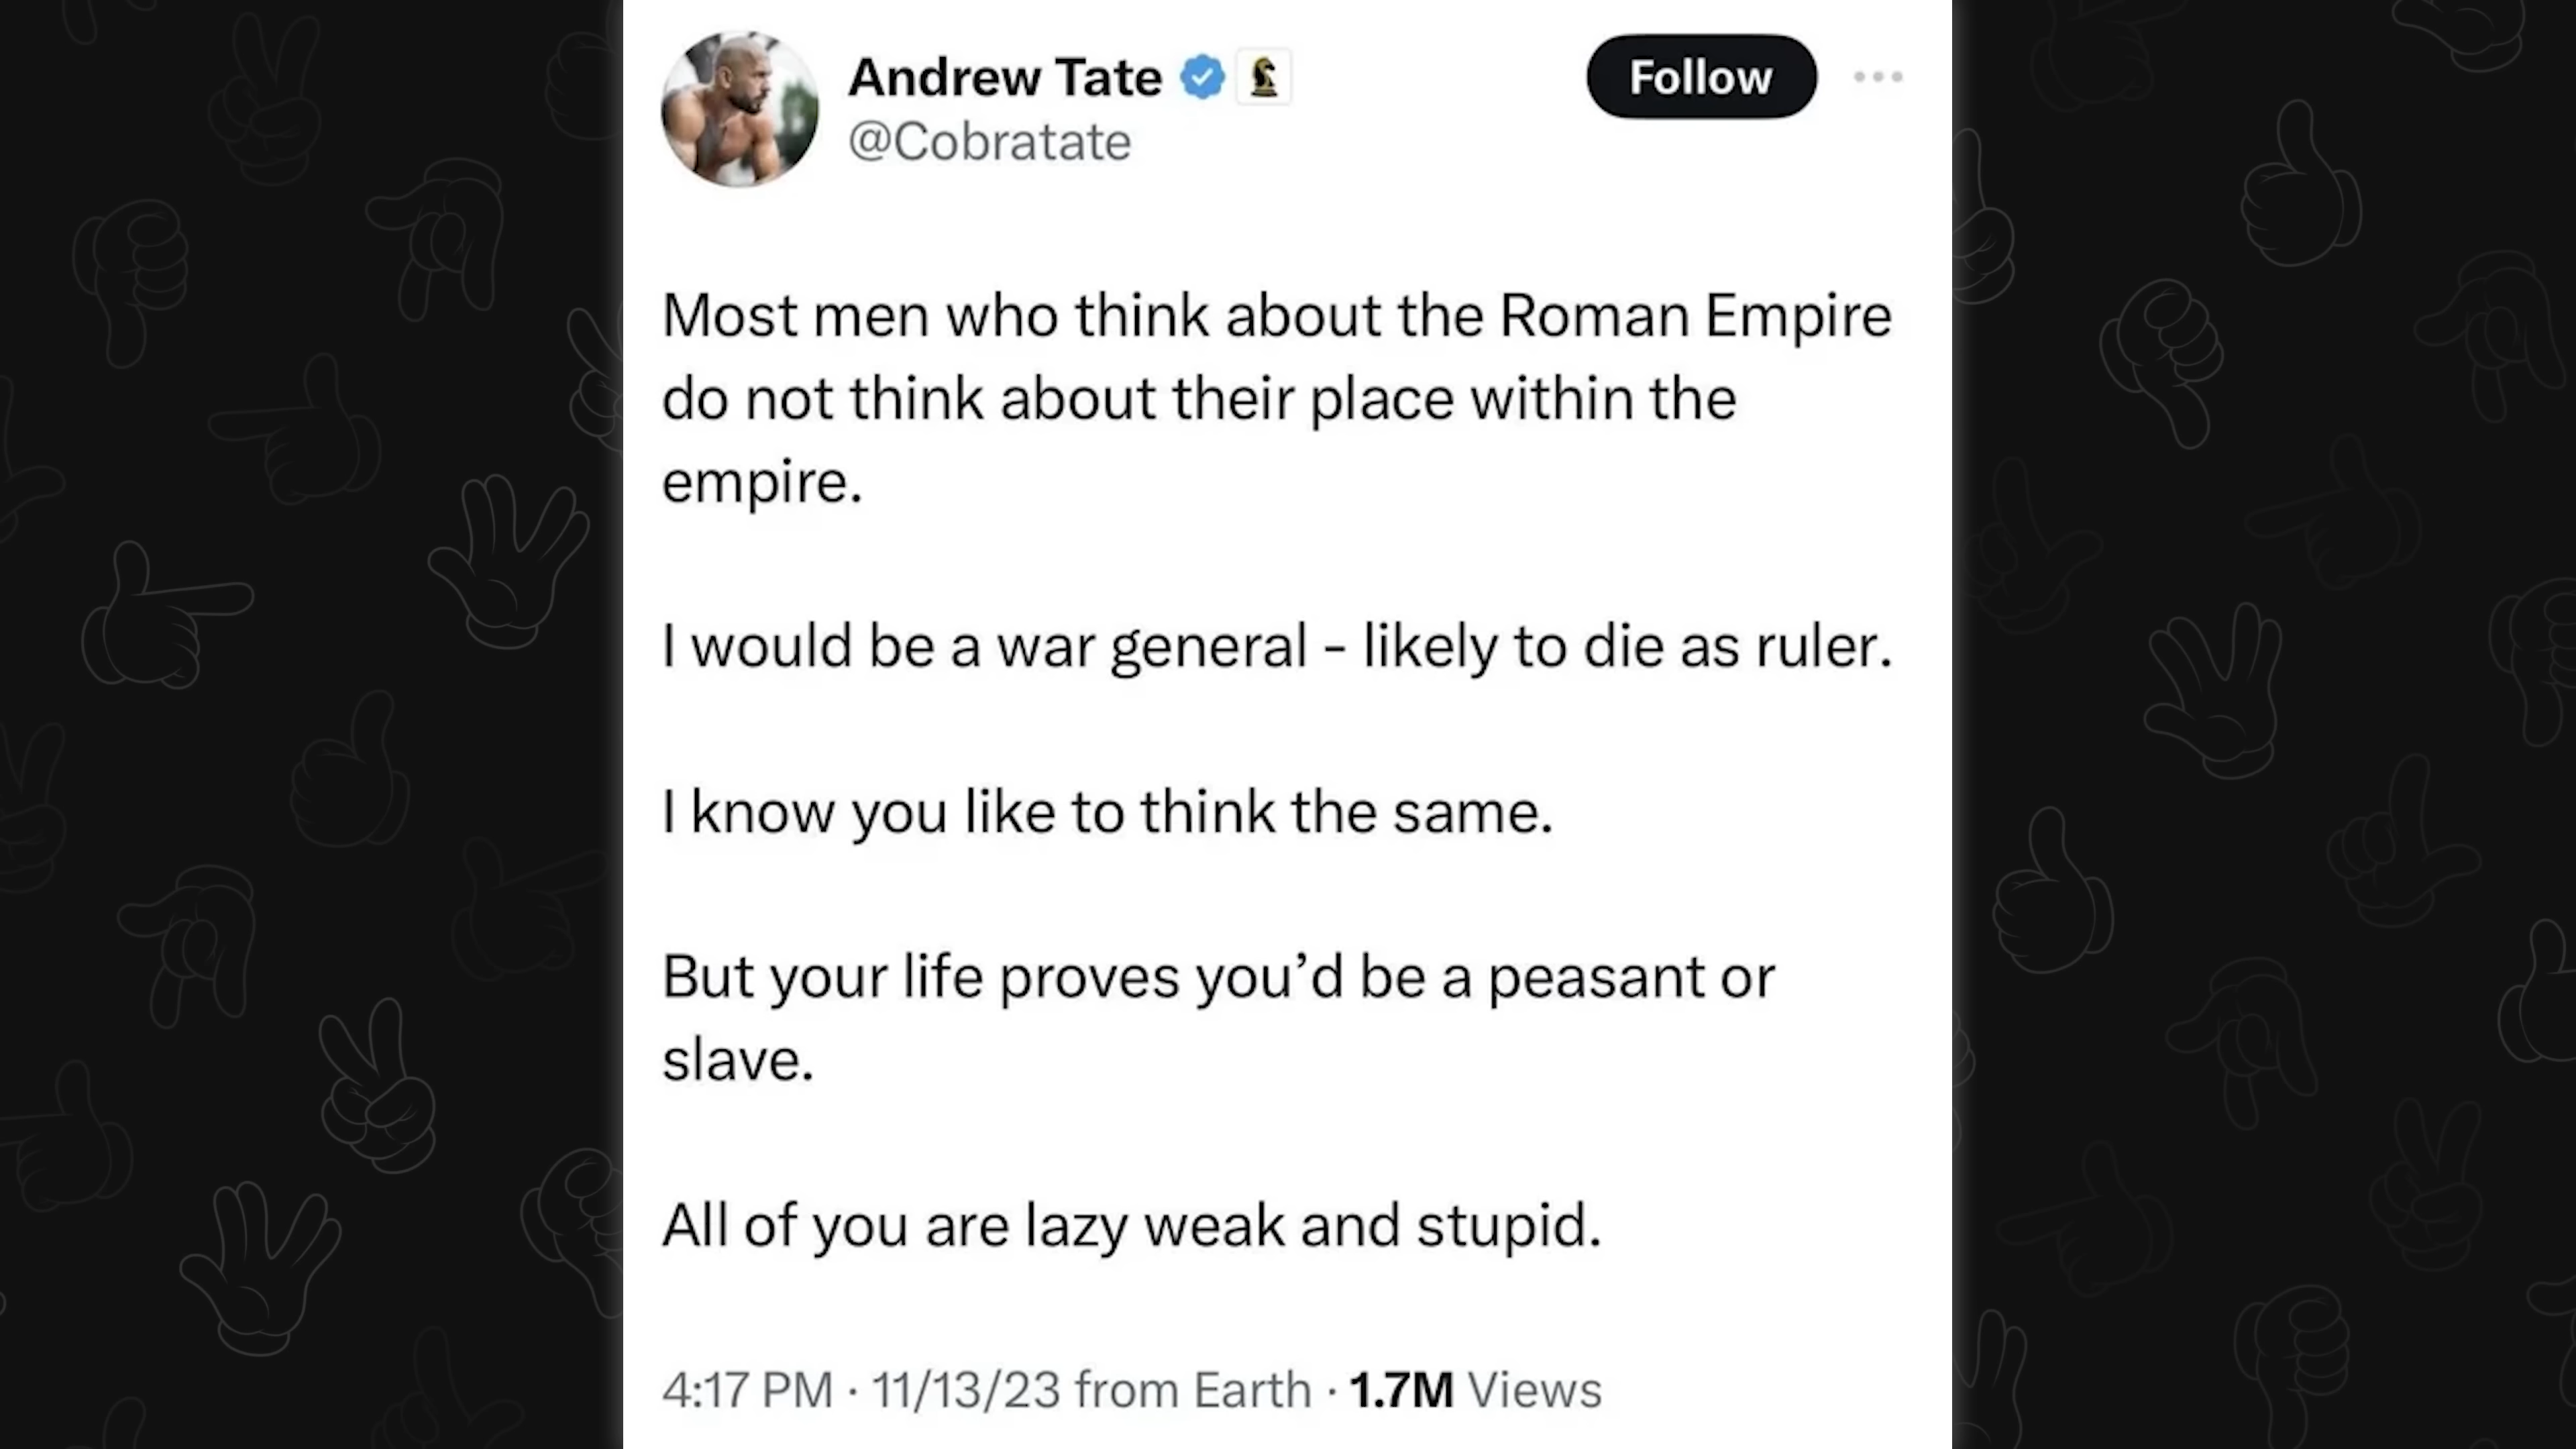 Andrew Tate
Follow
@Cobratate
Most men who think about the Roman Empire
do not think about their place within the
empire.
I would be a war general - likely to die as ruler.
I know you like to think the same.
But your life proves you’d be a peasant or
slave.
All of you are lazy weak and stupid.
4:17 PM · 11/13/23 from Earth · 1.7M Views